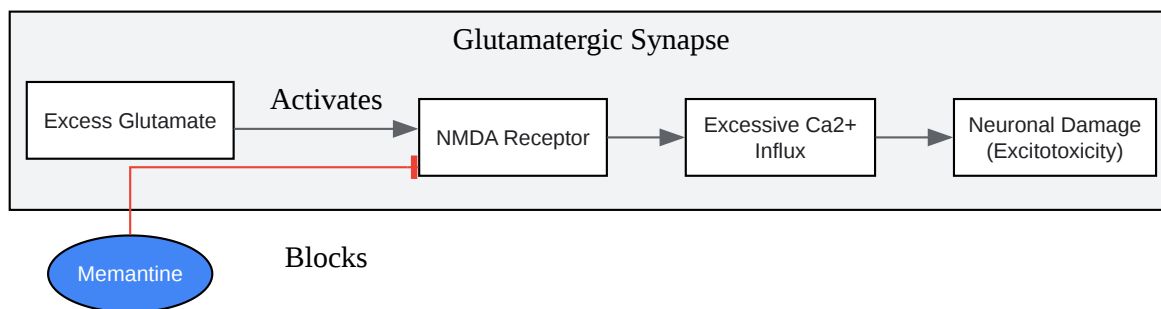 Glutamatergic Synapse
Excess Glutamate
Activates
NMDA Receptor
Excessive Ca2+
Influx
Neuronal Damage
(Excitotoxicity)
Memantine
Blocks